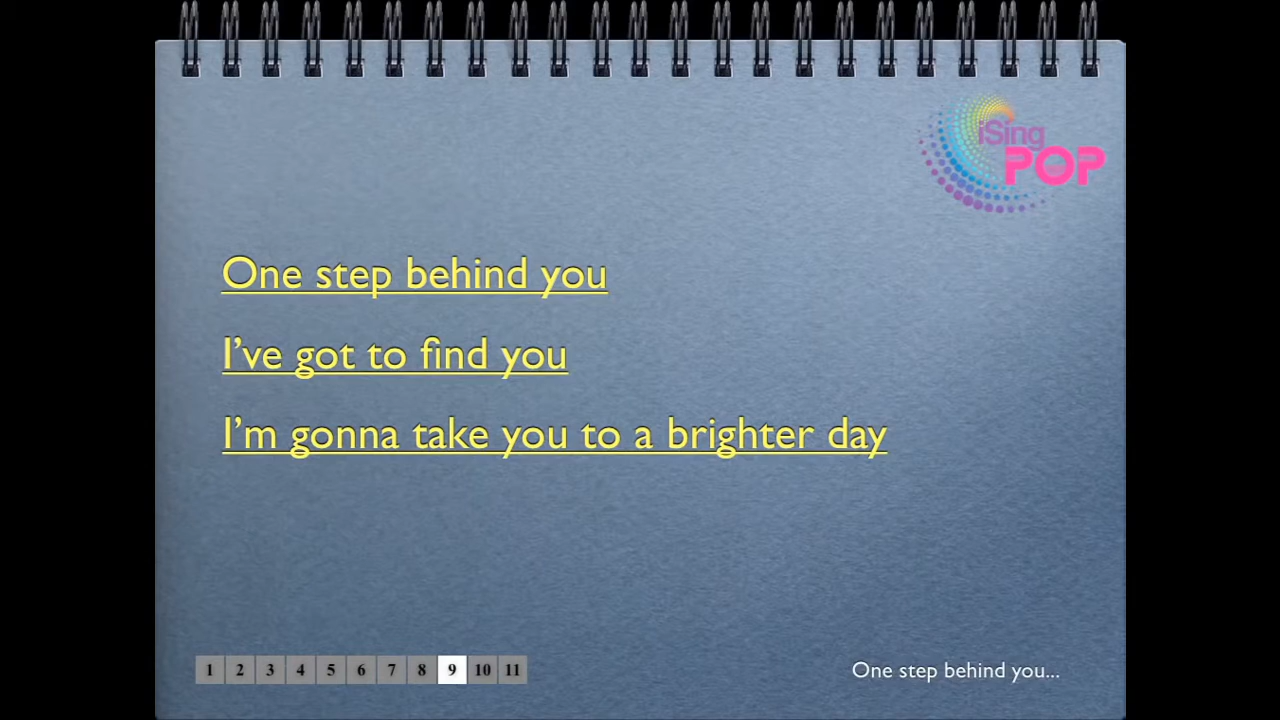 iSing
POP
One step behind you
I’ve got to find you
I’m gonna take you to a brighter day
1 2 3 4 5 6 7 8 9 10 11
One step behind you...